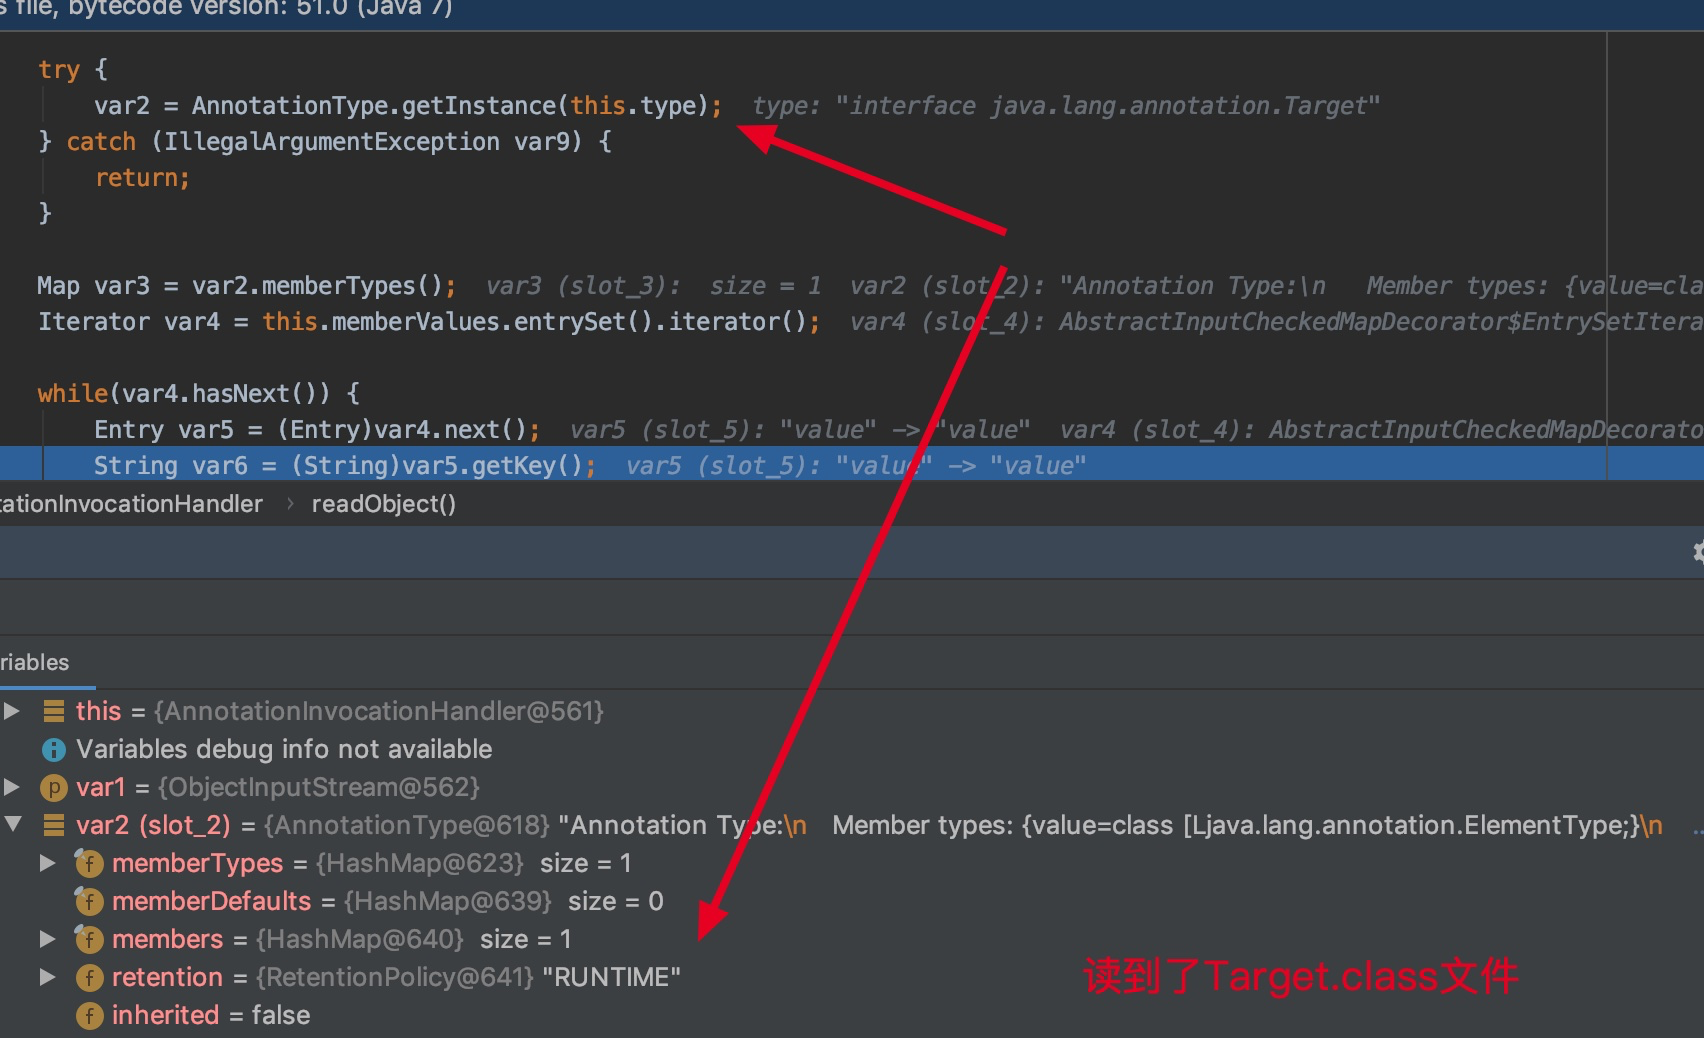 s file, bytecode version: 51.0 (Java 7)
try {
var2 = AnnotationType.getInstance(this.type); type: "interface java.lang.annotation.Target"
} catch (IllegalArgumentException var9) {
return;
}
Map var3 = var2.memberTypes(); var3 (slot_3): size = 1 var2 (slot_2): "Annotation Type:\n Member types: {value=cla
Iterator var4 = this.memberValues.entrySet().iterator(); var4 (slot_4): AbstractInputCheckedMapDecorator$EntrySetItera
while(var4.hasNext()) {
Entry var5 = (Entry)var4.next(); var5 (slot_5): "value" -> "value" var4 (slot_4): AbstractInputCheckedMapDecorato
String var6 = (String)var5.getKey(); var5 (slot_5): "value" -> "value"
tationInvocationHandler › readObject()
riables
this = {AnnotationInvocationHandler@561}
Variables debug info not available
var1 = {ObjectInputStream@562}
var2 (slot_2) = {AnnotationType@618} "Annotation Type:\n Member types: {value=class [Ljava.lang.annotation.ElementType;}\n ..
memberTypes = {HashMap@623} size = 1
memberDefaults = {HashMap@639} size = 0
members = {HashMap@640} size = 1
retention = {RetentionPolicy@641} "RUNTIME"
读到了Target.class文件
inherited = false